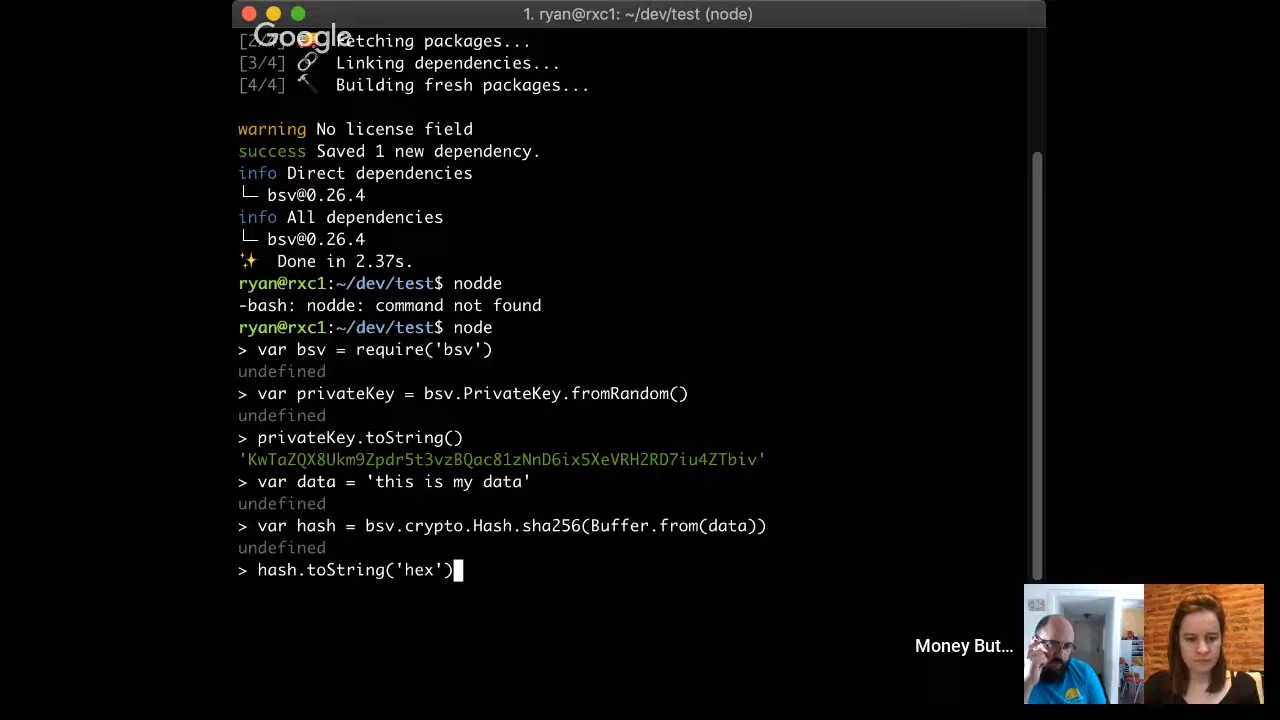 1. ryan@rxc1: ~/dev/test (node)
Google
[2/4] Fetching packages...
[3/4] 🔗 Linking dependencies...
[4/4] 🔨 Building fresh packages...
warning No license field
success Saved 1 new dependency.
info Direct dependencies
└─ bsv@0.26.4
info All dependencies
└─ bsv@0.26.4
✨ Done in 2.37s.
ryan@rxc1:~/dev/test$ nodde
-bash: nodde: command not found
ryan@rxc1:~/dev/test$ node
> var bsv = require('bsv')
undefined
> var privateKey = bsv.PrivateKey.fromRandom()
undefined
> privateKey.toString()
'KwTaZQX8Ukm9Zpdr5t3vzBQac81zNnD6ix5XeVRH2RD7iu4ZTbiv'
> var data = 'this is my data'
undefined
> var hash = bsv.crypto.Hash.sha256(Buffer.from(data))
undefined
> hash.toString('hex')
Money But...